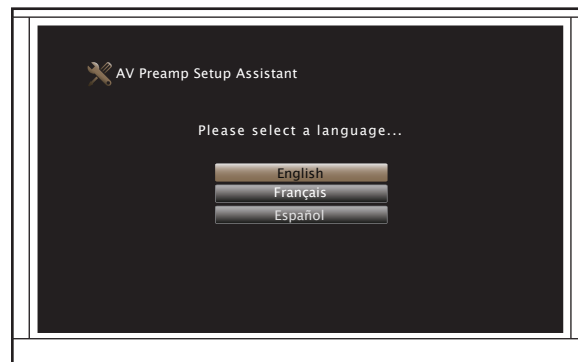 AV Preamp Setup Assistant
Please select a language...
English
Français
Español